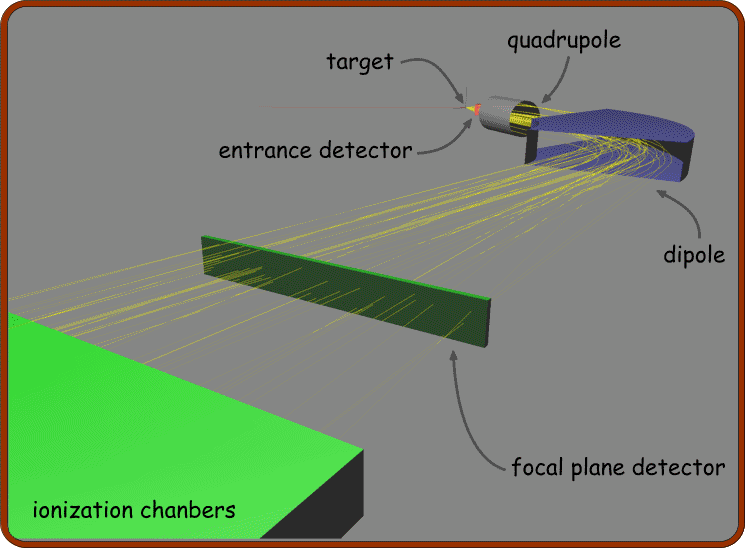 quadrupole
target
entrance detector
dipole
focal plane detector
ionization chanbers